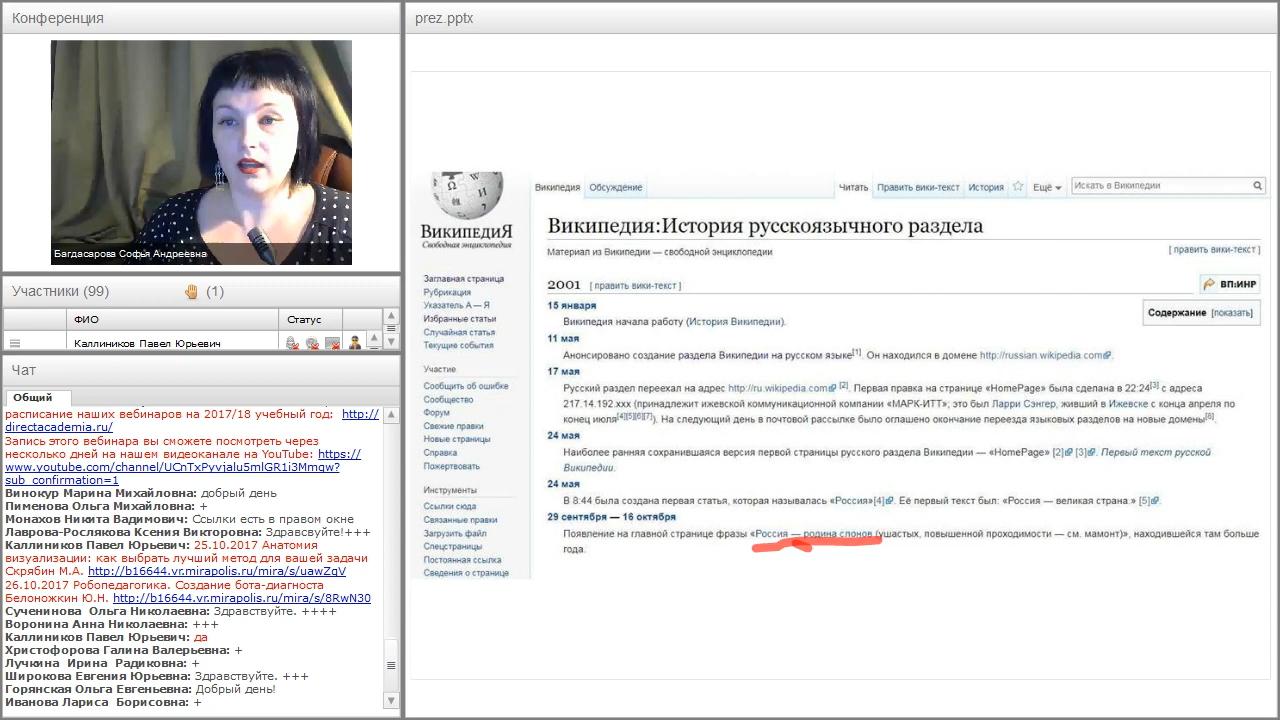 Конференция
Багдасарова Софья Андреевна
Участники (99)
(1)
ФИО
Статус
Каллиников Павел Юрьевич
Чат
Общий
расписание наших вебинаров на 2017/18 учебный год: http://
directacademia.ru/
Запись этого вебинара вы сможете посмотреть через
несколько дней на нашем видеоканале на YouTube: https://
www.youtube.com/channel/UCnTxPyvjalu5mlGR1i3Mmqw?
sub_confirmation=1
Винокур Марина Михайловна: добрый день
Пименова Ольга Михайловна: +
Монахов Никита Вадимович: Ссылки есть в правом окне
Лаврова-Рослякова Ксения Викторовна: Здравсвуйте!+++
Каллиников Павел Юрьевич: 25.10.2017 Анатомия
визуализации: как выбрать лучший метод для вашей задачи
Скрябин М.А. http://b16644.vr.mirapolis.ru/mira/s/uawZqV
26.10.2017 Робопедагогика. Создание бота-диагноста
Белоножкин Ю.Н. http://b16644.vr.mirapolis.ru/mira/s/8RwN30
Сученинова Ольга Николаевна: Здравствуйте. ++++
Воронина Анна Николаевна: +++
Каллиников Павел Юрьевич: да
Христофорова Галина Валерьевна: +
Лучкина Ирина Радиковна: +
Широкова Евгения Юрьевна: Здравствуйте. +++
Горянская Ольга Евгеньевна: Добрый день!
Иванова Лариса Борисовна: +
prez.pptx
ВикипедиЯ
Свободная энциклопедия
Заглавная страница
Рубрикация
Указатель А — Я
Избранные статьи
Случайная статья
Текущие события
Участие
Сообщить об ошибке
Сообщество
Форум
Свежие правки
Новые страницы
Справка
Пожертвовать
Инструменты
Ссылки сюда
Связанные правки
Загрузить файл
Спецстраницы
Постоянная ссылка
Сведения о странице
Википедия Обсуждение Читать Править вики-текст История Ещё Искать в Википедии
Википедия:История русскоязычного раздела
Материал из Википедии — свободной энциклопедии
[ править вики-текст ]
2001 [ править вики-текст ]
ВП:ИНР
Содержание [показать]
15 января
Википедия начала работу (История Википедии).
11 мая
Анонсировано создание раздела Википедии на русском языке[1]. Он находился в домене http://russian.wikipedia.com.
17 мая
Русский раздел переехал на адрес http://ru.wikipedia.com [2]. Первая правка на странице «HomePage» была сделана в 22:24[3] с адреса
217.14.192.xxx (принадлежит ижевской коммуникационной компании «МАРК-ИТТ»; это был Ларри Сэнгер, живший в Ижевске с конца апреля по
конец июля[4][5][6][7]). На следующий день в почтовой рассылке было оглашено окончание переезда языковых разделов на новые домены[8].
24 мая
Наиболее ранняя сохранившаяся версия первой страницы русского раздела Википедии — «HomePage» [2] [3]. Первый текст русской
Википедии.
24 мая
В 8:44 была создана первая статья, которая называлась «Россия»[4]. Её первый текст был: «Россия — великая страна.» [5].
29 сентября — 16 октября
Появление на главной странице фразы «Россия — родина слонов (ушастых, повышенной проходимости — см. мамонт)», находившейся там больше
года.